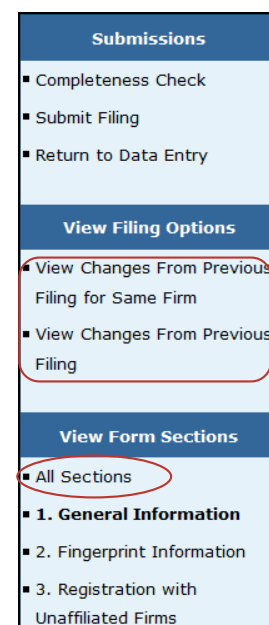 Submissions
▪ Completeness Check
▪ Submit Filing
▪ Return to Data Entry
View Filing Options
▪ View Changes From Previous
Filing for Same Firm
▪ View Changes From Previous
Filing
View Form Sections
▪ All Sections
▪ 1. General Information
▪ 2. Fingerprint Information
▪ 3. Registration with
Unaffiliated Firms